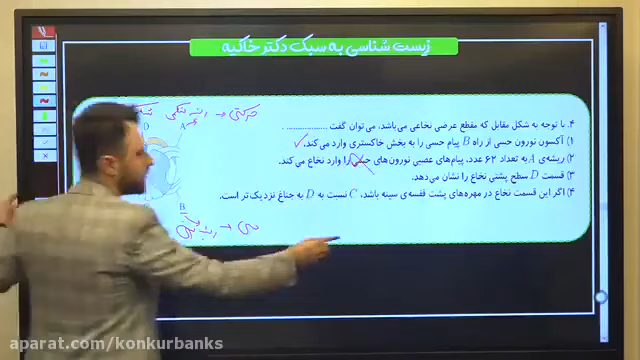 زیست شناسی به سبک دکتر خاکیه
۴. با توجه به شکل مقابل که مقطع عرضی نخاعی می‌باشد، می‌توان گفت ................
۱) آکسون نورون حسی از راه B پیام حسی را به بخش خاکستری وارد می‌کند.
۲) ریشه‌ی A به تعداد ۶۲ عدد، پیام‌های عصبی نورون‌های حسی را وارد نخاع می‌کند.
۳) قسمت D سطح پشتی نخاع را نشان می‌دهد.
۴) اگر این قسمت نخاع در مهره‌های پشت قفسه‌ی سینه باشد، C نسبت به D به جناغ نزدیک‌تر است.
حرکتی
D A
B
حسی
aparat.com/konkurbanks